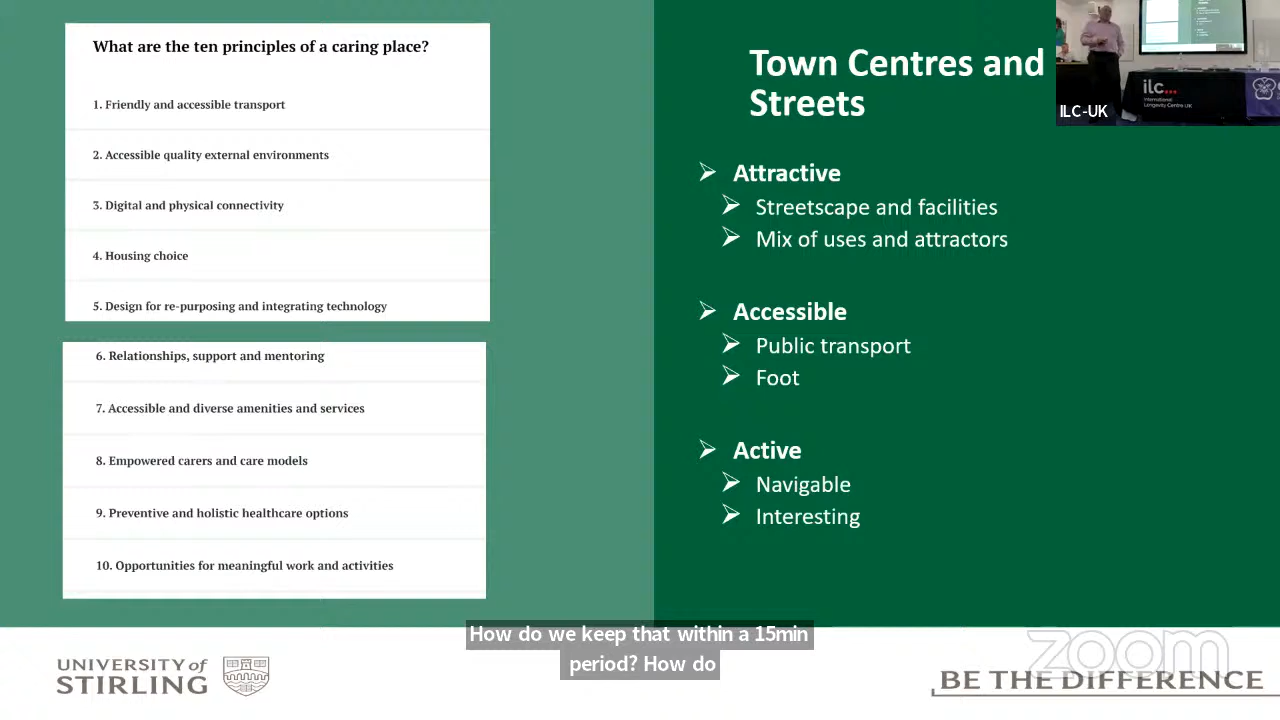 What are the ten principles of a caring place?
1. Friendly and accessible transport
2. Accessible quality external environments
3. Digital and physical connectivity
4. Housing choice
5. Design for re-purposing and integrating technology
6. Relationships, support and mentoring
7. Accessible and diverse amenities and services
8. Empowered carers and care models
9. Preventive and holistic healthcare options
10. Opportunities for meaningful work and activities
Town Centres and
Streets
Attractive
Streetscape and facilities
Mix of uses and attractors
Accessible
Public transport
Foot
Active
Navigable
Interesting
ilc...
International
Longevity Centre UK
ILC-UK
How do we keep that within a 15min
period? How do
UNIVERSITY of
STIRLING
zoom
BE THE DIFFERENCE